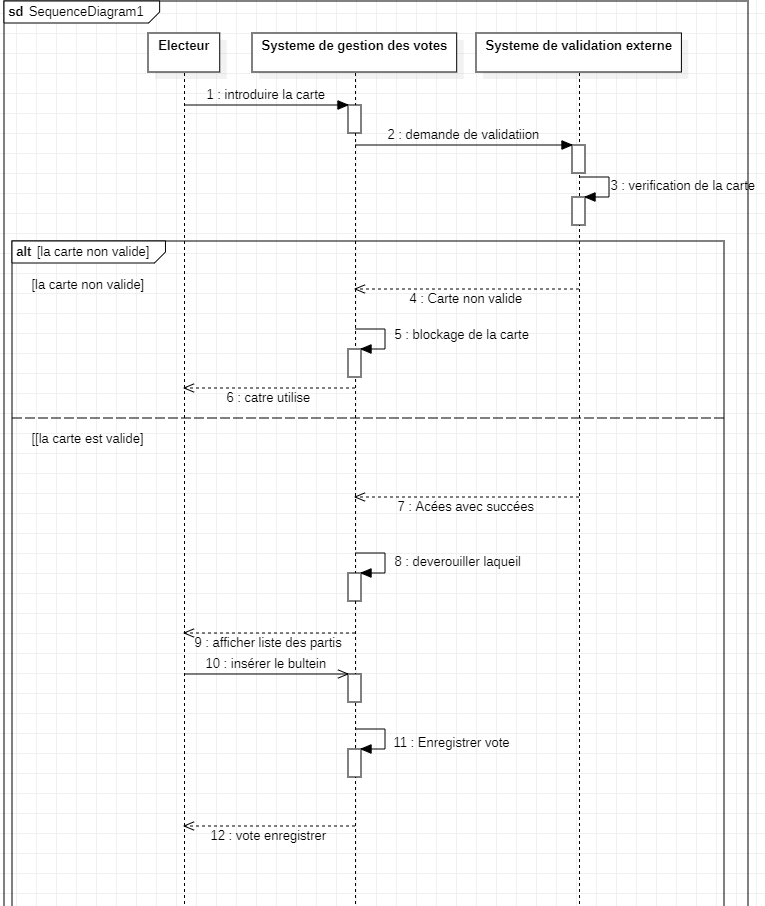 sd SequenceDiagram1
Electeur
Systeme de gestion des votes
Systeme de validation externe
1 : introduire la carte
2 : demande de validatiion
3 : verification de la carte
alt [la carte non valide]
[la carte non valide]
4 : Carte non valide
5 : blockage de la carte
6 : catre utilise
[[la carte est valide]
7 : Acées avec succées
8 : deverouiller laqueil
9 : afficher liste des partis
10 : insérer le bultein
11 : Enregistrer vote
12 : vote enregistrer